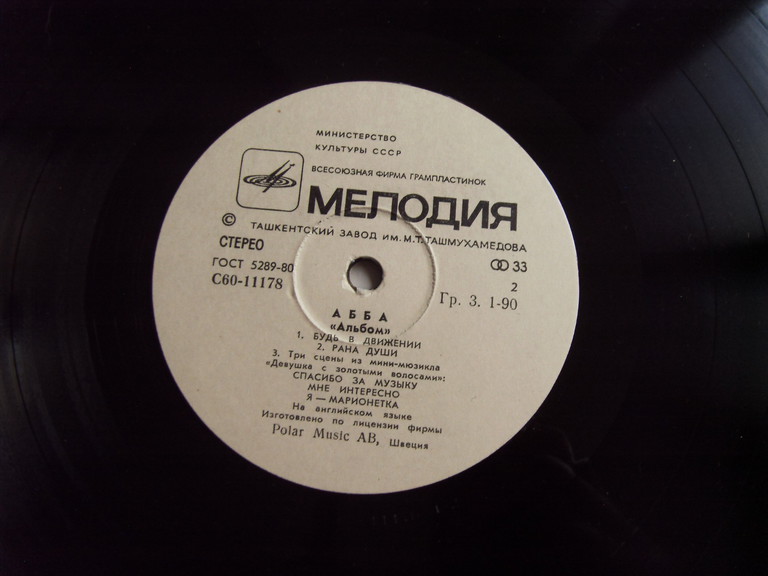 МИНИСТЕРСТВО
КУЛЬТУРЫ СССР
ВСЕСОЮЗНАЯ ФИРМА ГРАМПЛАСТИНОК
МЕЛОДИЯ
© ТАШКЕНТСКИЙ ЗАВОД ИМ. М.Т. ТАШМУХАМЕДОВА
СТЕРЕО
33
ГОСТ 5289-80
2
С60-11178
Гр. 3. 1-90
АББА
«Альбом»
1. БУДЬ В ДВИЖЕНИИ
2. РАНА ДУШИ
3. Три сцены из мини-мюзикла
«Девушка с золотыми волосами»:
СПАСИБО ЗА МУЗЫКУ
МНЕ ИНТЕРЕСНО
Я — МАРИОНЕТКА
На английском языке
Изготовлено по лицензии фирмы
Polar Music AB, Швеция